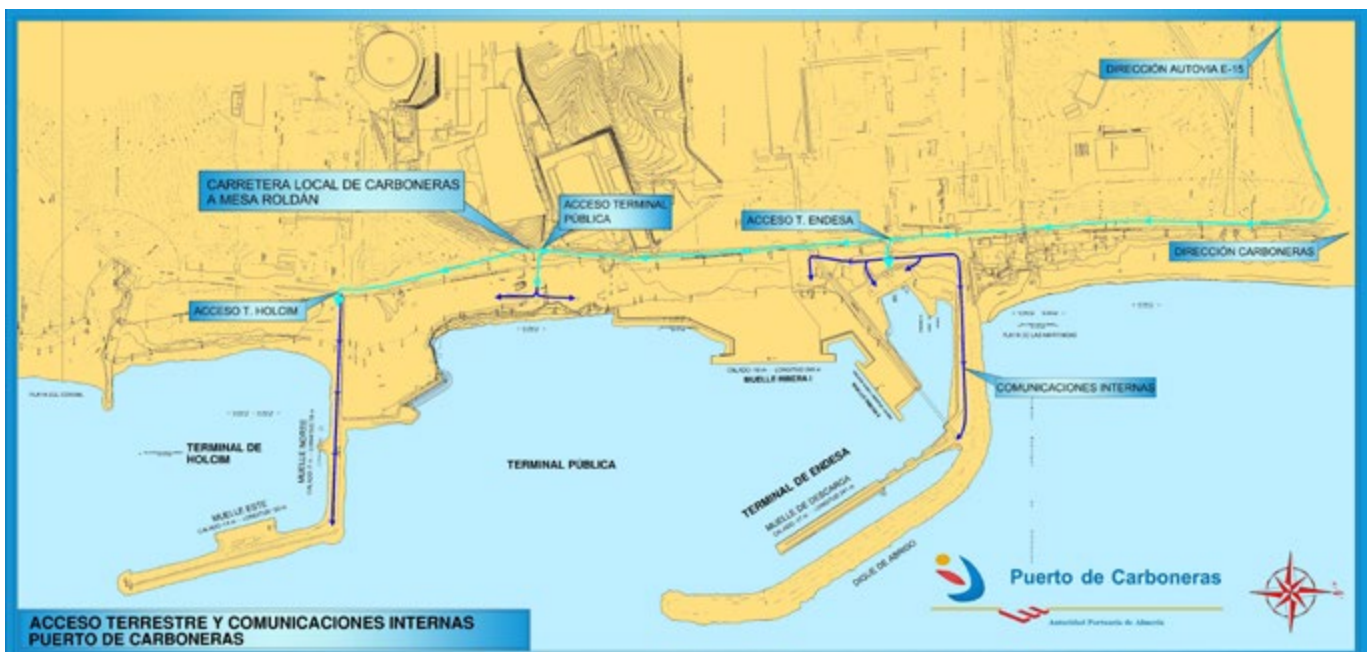 DIRECCIÓN AUTOVIA E-15
CARRETERA LOCAL DE CARBONERAS
A MESA ROLDÁN
ACCESO TERMINAL
PÚBLICA
ACCESO T. ENDESA
DIRECCIÓN CARBONERAS
ACCESO T. HOLCIM
MUELLE RIBERA I
COMUNICACIONES INTERNAS
TERMINAL DE
HOLCIM
TERMINAL PÚBLICA
TERMINAL DE ENDESA
MUELLE DE DESCARGA
MUELLE ESTE
DIQUE DE ABRIGO
Puerto de Carboneras
Autoridad Portuaria de Almería
ACCESO TERRESTRE Y COMUNICACIONES INTERNAS
PUERTO DE CARBONERAS